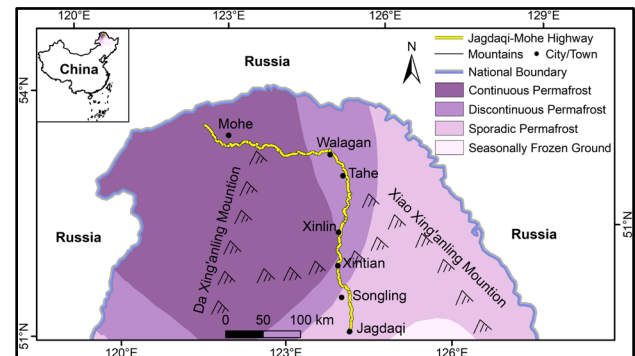 120°E 123°E 126°E 129°E
China
Russia
N
Jagdaqi-Mohe Highway
Mountains City/Town
National Boundary
Continuous Permafrost
Discontinuous Permafrost
Sporadic Permafrost
Seasonally Frozen Ground
54°N
Mohe
Walagan
Tahe
Xinlin
Xintian
Songling
Jagdaqi
Da Xing'anling Mountion
Xiao Xing'anling Mountion
Russia
Russia
51°N
0 50 100 km
51°N
120°E 123°E 126°E